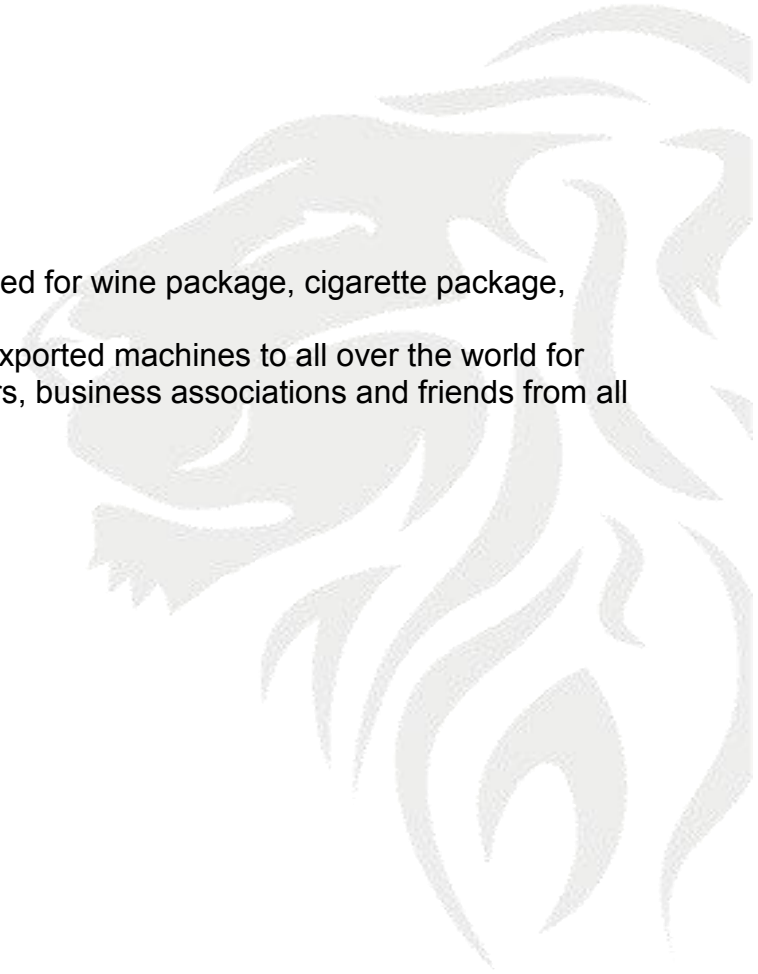 ed for wine package, cigarette package,
xported machines to all over the world for
rs, business associations and friends from all